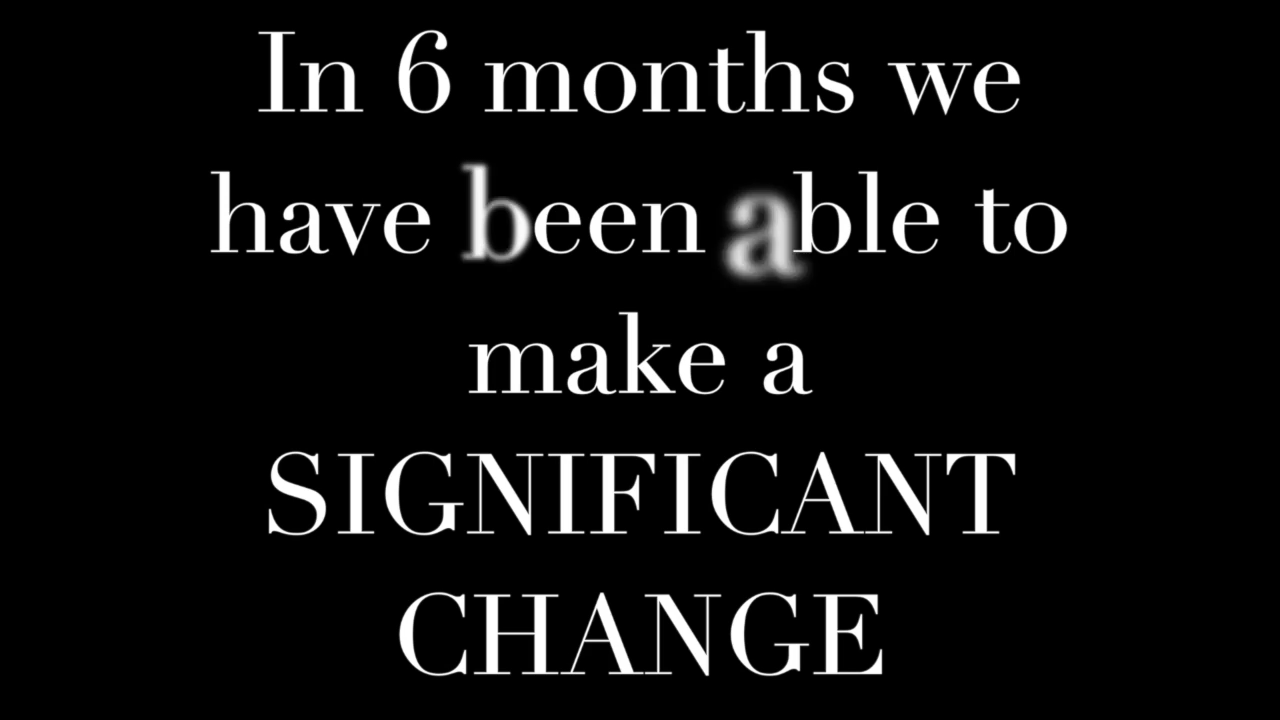 In 6 months we
have been able to
make a
SIGNIFICANT
CHANGE